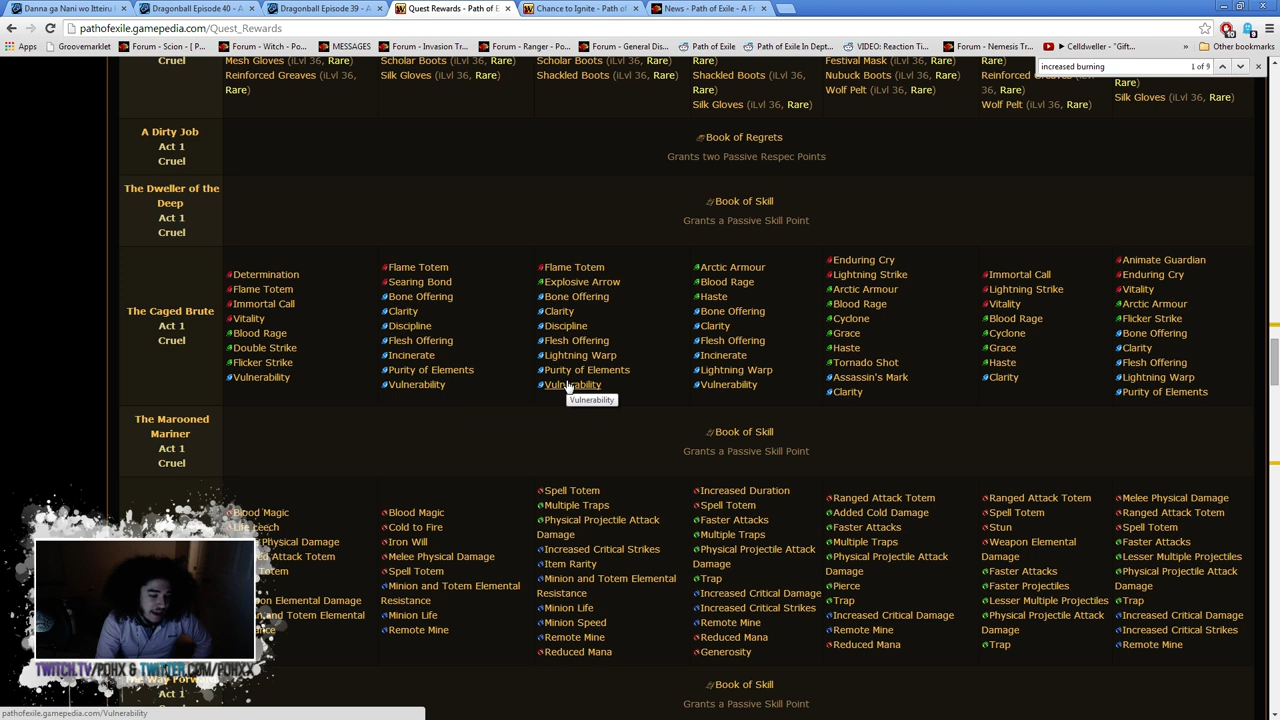 Danna ga Nani wo Itteiru
Dragonball Episode 40 - A
Dragonball Episode 39 - A
Quest Rewards - Path of E
Chance to Ignite - Path of
News - Path of Exile - A F
pathofexile.gamepedia.com/Quest_Rewards
Apps
Groovemarklet
Forum - Scion - [ P...
Forum - Witch - Po...
MESSAGES
Forum - Invasion Tr...
Forum - Ranger - Po...
Forum - General Dis...
Path of Exile
Path of Exile In Dept...
VIDEO: Reaction Ti...
Forum - Nemesis Tr...
Celldweller - "Gift...
»
Other bookmarks
increased burning
1 of 9
Cruel
Mesh Gloves (iLvl 36, Rare)
Reinforced Greaves (iLvl 36,
Rare)
Scholar Boots (iLvl 36, Rare)
Silk Gloves (iLvl 36, Rare)
Scholar Boots (iLvl 36, Rare)
Shackled Boots (iLvl 36, Rare)
Rare)
Shackled Boots (iLvl 36,
Rare)
Silk Gloves (iLvl 36, Rare)
Festival Mask (iLvl 36, Rare)
Nubuck Boots (iLvl 36, Rare)
Wolf Pelt (iLvl 36, Rare)
Rare)
Reinforced Greaves (iLvl
36, Rare)
Wolf Pelt (iLvl 36, Rare)
Rare)
Silk Gloves (iLvl 36, Rare)
A Dirty Job
Act 1
Cruel
Book of Regrets
Grants two Passive Respec Points
The Dweller of the
Deep
Act 1
Cruel
Book of Skill
Grants a Passive Skill Point
The Caged Brute
Act 1
Cruel
Determination
Flame Totem
Immortal Call
Vitality
Blood Rage
Double Strike
Flicker Strike
Vulnerability
Flame Totem
Searing Bond
Bone Offering
Clarity
Discipline
Flesh Offering
Incinerate
Purity of Elements
Vulnerability
Flame Totem
Explosive Arrow
Bone Offering
Clarity
Discipline
Flesh Offering
Lightning Warp
Purity of Elements
Vulnerability
Vulnerability
Arctic Armour
Blood Rage
Haste
Bone Offering
Clarity
Flesh Offering
Incinerate
Lightning Warp
Vulnerability
Enduring Cry
Lightning Strike
Arctic Armour
Blood Rage
Cyclone
Grace
Haste
Tornado Shot
Assassin's Mark
Clarity
Immortal Call
Lightning Strike
Vitality
Blood Rage
Cyclone
Grace
Haste
Clarity
Animate Guardian
Enduring Cry
Vitality
Arctic Armour
Flicker Strike
Bone Offering
Clarity
Flesh Offering
Lightning Warp
Purity of Elements
The Marooned
Mariner
Act 1
Cruel
Book of Skill
Grants a Passive Skill Point
Blood Magic
Life Leech
Physical Damage
ed Attack Totem
Totem
on Elemental Damage
n and Totem Elemental
Blood Magic
Cold to Fire
Iron Will
Melee Physical Damage
Spell Totem
Minion and Totem Elemental
Resistance
Minion Life
Remote Mine
Spell Totem
Multiple Traps
Physical Projectile Attack
Damage
Increased Critical Strikes
Item Rarity
Minion and Totem Elemental
Resistance
Minion Life
Minion Speed
Remote Mine
Reduced Mana
Increased Duration
Spell Totem
Faster Attacks
Multiple Traps
Physical Projectile Attack
Damage
Trap
Increased Critical Damage
Increased Critical Strikes
Remote Mine
Reduced Mana
Generosity
Ranged Attack Totem
Added Cold Damage
Faster Attacks
Multiple Traps
Physical Projectile Attack
Damage
Pierce
Trap
Increased Critical Damage
Remote Mine
Reduced Mana
Ranged Attack Totem
Spell Totem
Stun
Weapon Elemental
Damage
Faster Attacks
Faster Projectiles
Lesser Multiple Projectiles
Physical Projectile Attack
Damage
Trap
Melee Physical Damage
Ranged Attack Totem
Spell Totem
Faster Attacks
Lesser Multiple Projectiles
Physical Projectile Attack
Damage
Trap
Increased Critical Damage
Increased Critical Strikes
Remote Mine
TWITCH.TV/POHX & TWITTER.COM/POHXX
The Way Forward
Act 1
Book of Skill
Grants a Passive Skill Point
pathofexile.gamepedia.com/Vulnerability